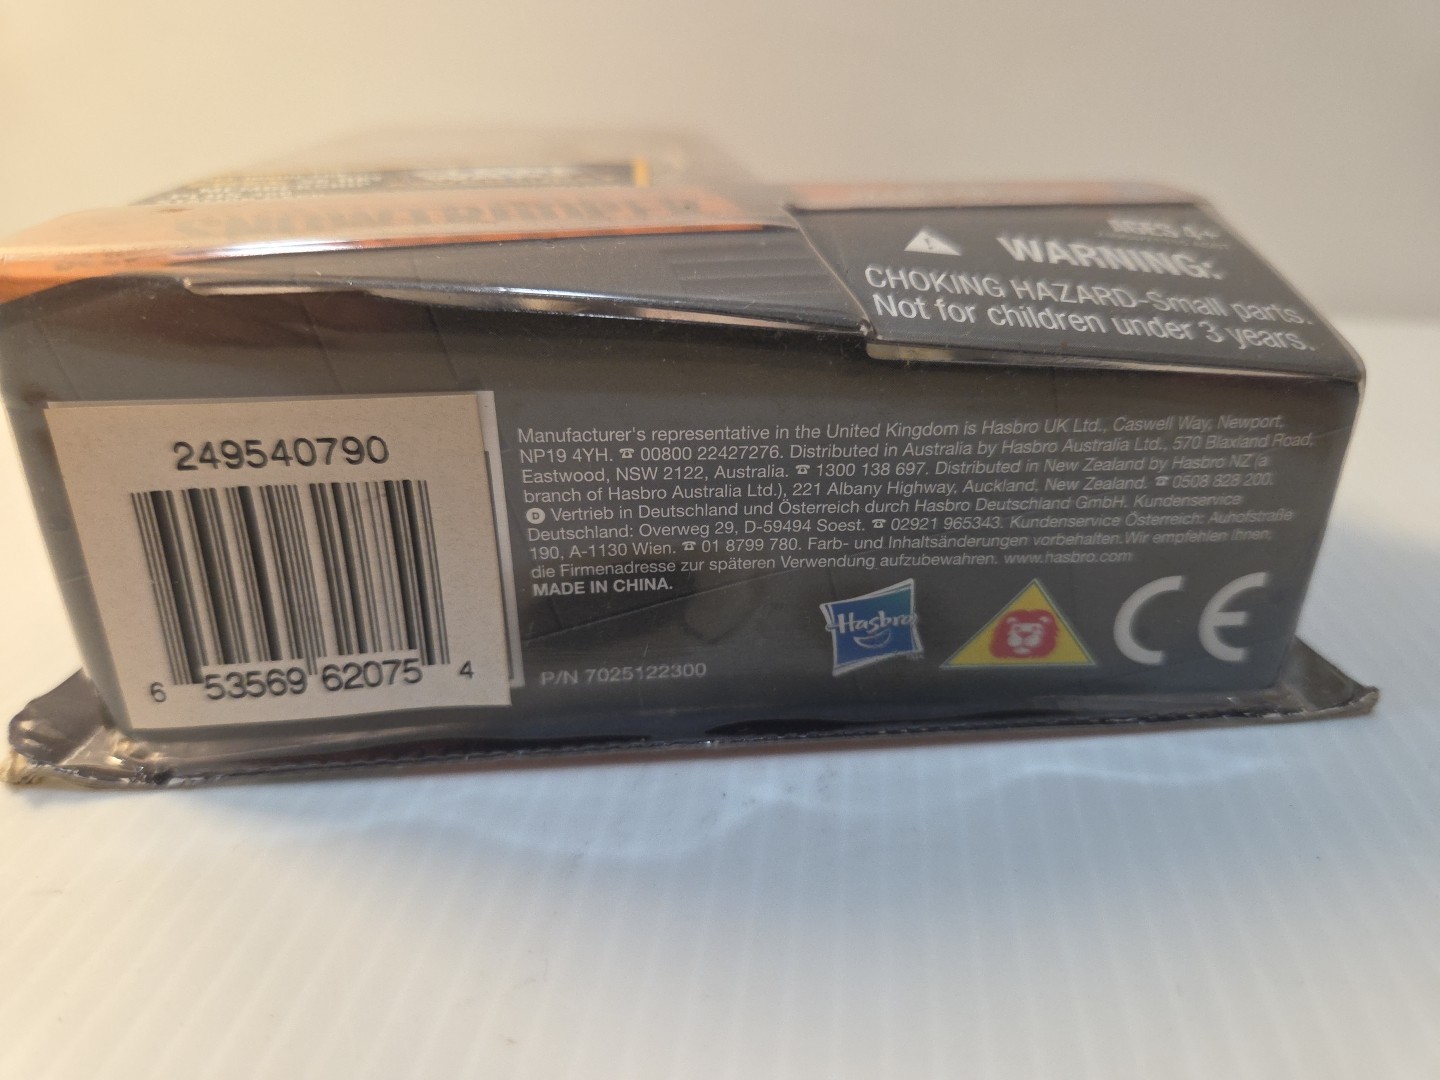 SNOWTROOPER
AGES 4+
WARNING:
CHOKING HAZARD-Small parts.
Not for children under 3 years.
249540790
6 53569 62075 4
Manufacturer's representative in the United Kingdom is Hasbro UK Ltd., Caswell Way, Newport,
NP19 4YH. ☎ 00800 22427276. Distributed in Australia by Hasbro Australia Ltd., 570 Blaxland Road,
Eastwood, NSW 2122, Australia. ☎ 1300 138 697. Distributed in New Zealand by Hasbro NZ (a
branch of Hasbro Australia Ltd.), 221 Albany Highway, Auckland, New Zealand. ☎ 0508 828 200.
D Vertrieb in Deutschland und Österreich durch Hasbro Deutschland GmbH. Kundenservice
Deutschland: Overweg 29, D-59494 Soest. ☎ 02921 965343. Kundenservice Österreich: Auhofstraße
190, A-1130 Wien. ☎ 01 8799 780. Farb- und Inhaltsänderungen vorbehalten. Wir empfehlen Ihnen,
die Firmenadresse zur späteren Verwendung aufzubewahren. www.hasbro.com
MADE IN CHINA.
P/N 7025122300
Hasbro
CE